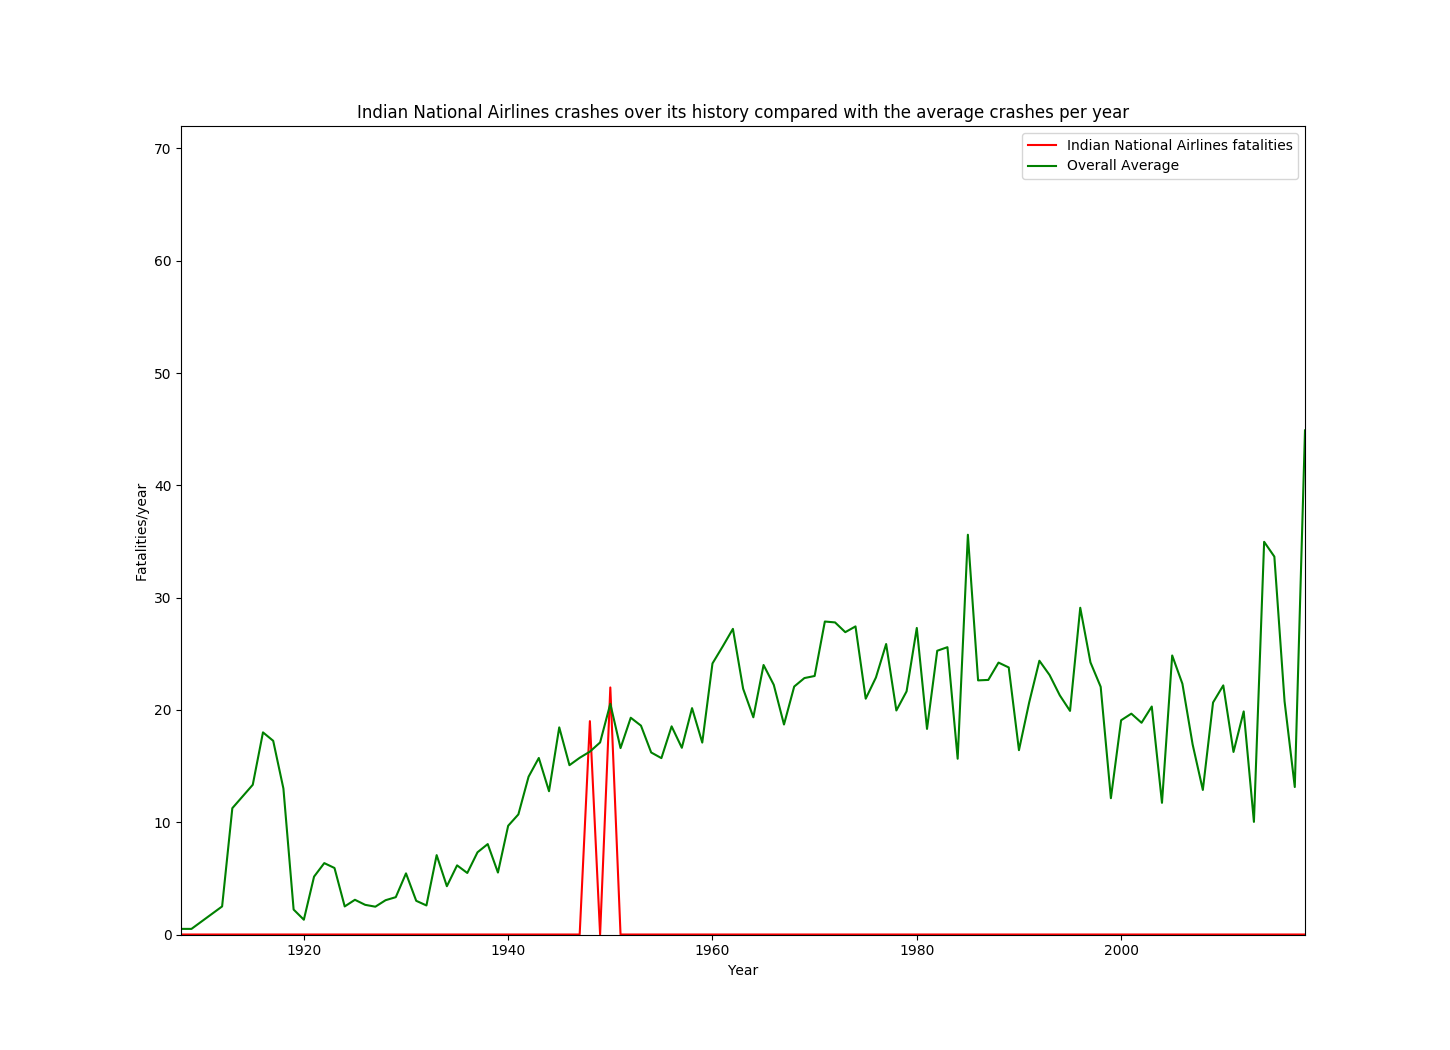 Indian National Airlines crashes over its history compared with the average crashes per year
Indian National Airlines fatalities
Overall Average
Fatalities/year
70
60
50
40
30
20
10
0
1920 1940 1960 1980 2000
Year